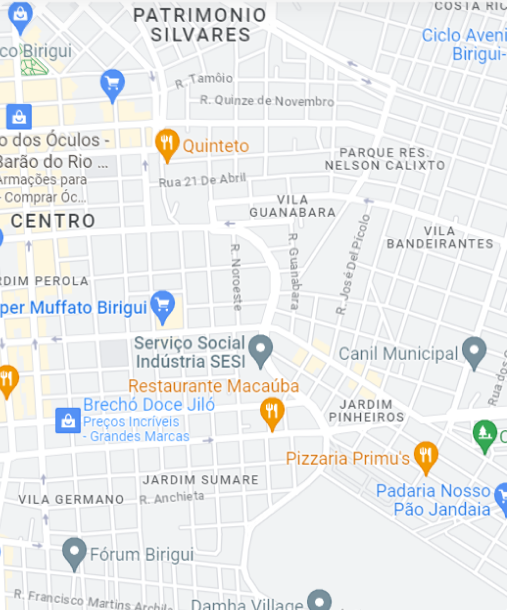 COSTA RIC
PATRIMONIO
SILVARES
Ciclo Aveni
Birigui-
co Birigui
R. Tamôio
R. Quinze de Novembro
o dos Óculos -
Barão do Rio ...
Armações para
- Comprar Óc...
Quinteto
PARQUE RES.
NELSON CALIXTO
Rua 21 De Abril
VILA
GUANABARA
CENTRO
VILA
BANDEIRANTES
R. Noroeste
R. Guanabara
R. José Del Picolo
RDIM PEROLA
per Muffato Birigui
Serviço Social
Indústria SESI
Canil Municipal
Restaurante Macaúba
Rua dos
Brechó Doce Jiló
Preços Incríveis
- Grandes Marcas
JARDIM
PINHEIROS
C
Pizzaria Primu's
JARDIM SUMARE
Padaria Nosso
Pão Jandaia
VILA GERMANO
R. Anchieta
Fórum Birigui
R. Francisco Martins Archila
Damha Village